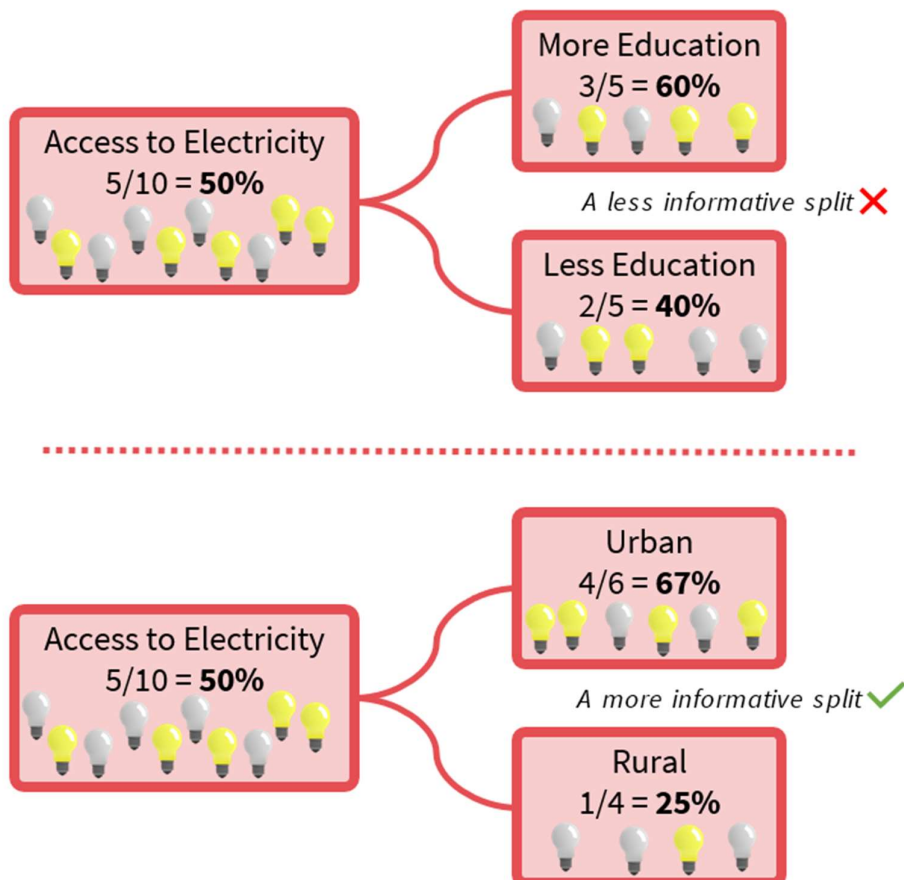 More Education
3/5 = 60%
Access to Electricity
5/10 = 50%
A less informative split
Less Education
2/5 = 40%
Urban
4/6 = 67%
Access to Electricity
5/10 = 50%
A more informative split
Rural
1/4 = 25%